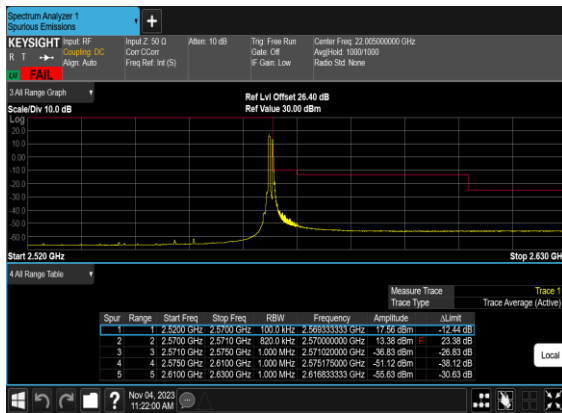 Spectrum Analyzer 1
Spurious Emissions
KEYSIGHT Input: RF Input Z: 50 Ω Atten: 10 dB Trig: Free Run Center Freq: 22.005000000 GHz
R T Coupling: DC Corr CCorr Gate: Off Avg|Hold: 1000/1000
Align: Auto Freq Ref: Int (S) IF Gain: Low Radio Std: None
FAIL
3 All Range Graph
Ref Lvl Offset 26.40 dB
Scale/Div 10.0 dB Ref Value 30.00 dBm
Log
20.0
10.0
0.00
-10.0
-20.0
-30.0
-40.0
-50.0
-60.0
Start 2.520 GHz Stop 2.630 GH
4 All Range Table
Measure Trace Trace 1
Trace Type Trace Average (Active)
Spur Range Start Freq Stop Freq RBW Frequency Amplitude ΔLimit
1 1 2.5200 GHz 2.5700 GHz 100.0 kHz 2.569333333 GHz 17.56 dBm -12.44 dB
2 2 2.5700 GHz 2.5710 GHz 820.0 kHz 2.570000000 GHz 13.38 dBm F 23.38 dB
3 3 2.5710 GHz 2.5750 GHz 1.000 MHz 2.571020000 GHz -36.83 dBm -26.83 dB
4 4 2.5750 GHz 2.6100 GHz 1.000 MHz 2.575175000 GHz -51.12 dBm -38.12 dB
5 5 2.6100 GHz 2.6300 GHz 1.000 MHz 2.616833333 GHz -55.63 dBm -30.63 dB
Local
Nov 04, 2023
11:22:00 AM